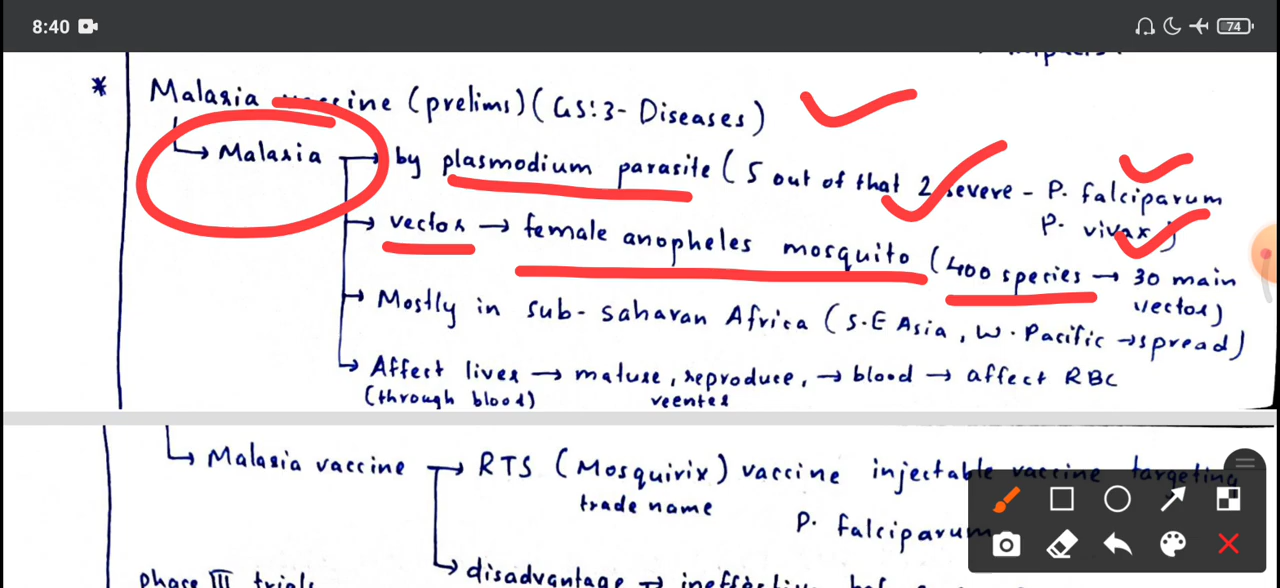 8:40
74
impacts.
* Malaria vaccine (prelims) (GS:3- Diseases)
Malaria → by plasmodium parasite (5 out of that 2 severe - P. falciparum
P. vivax)
vector → female anopheles mosquito (400 species → 30 main
vector)
Mostly in sub-saharan Africa (S.E Asia, W. Pacific → spread)
Affect liver → mature, reproduce, → blood → affect RBC
(through blood) reenter
Malaria vaccine → RTS (Mosquirix) vaccine injectable vaccine targeting
trade name P. falciparum
phase III trials
disadvantage →